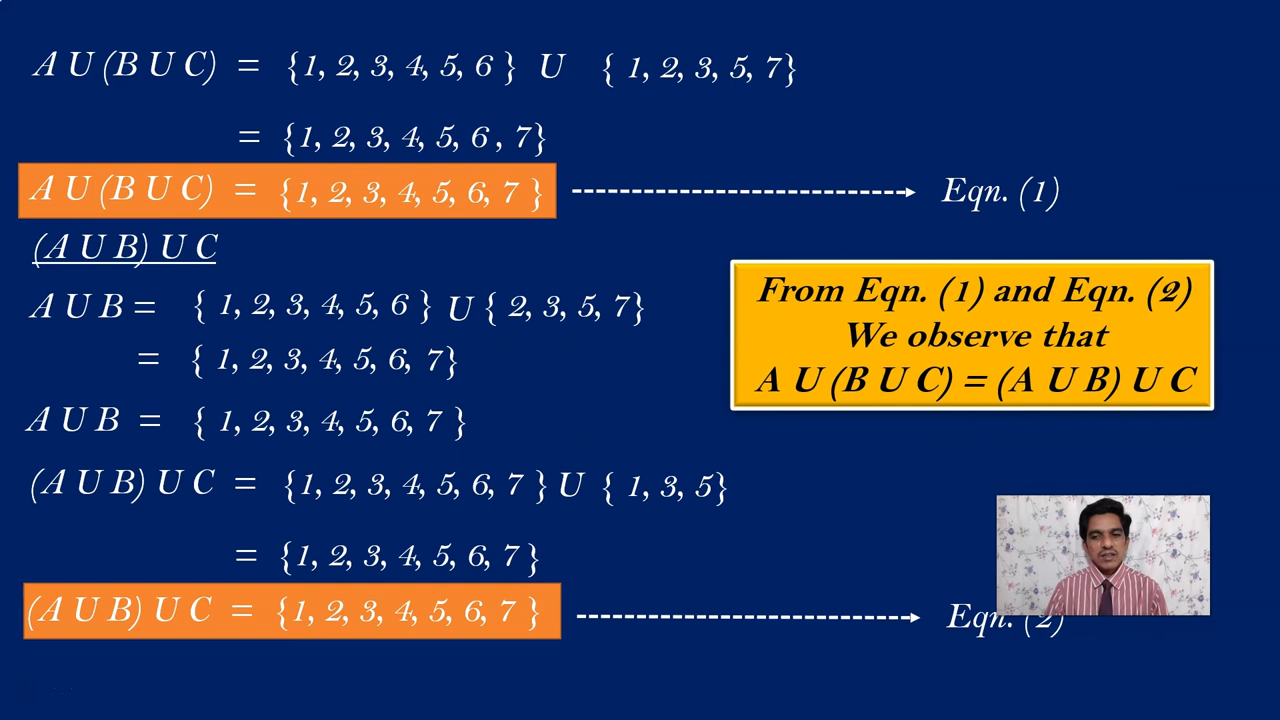 A U (B U C) = {1, 2, 3, 4, 5, 6 } U { 1, 2, 3, 5, 7}
= {1, 2, 3, 4, 5, 6 , 7}
A U (B U C) = {1, 2, 3, 4, 5, 6, 7 } Eqn. (1)
(A U B) U C
A U B = { 1, 2, 3, 4, 5, 6 } U { 2, 3, 5, 7}
= { 1, 2, 3, 4, 5, 6, 7}
A U B = { 1, 2, 3, 4, 5, 6, 7 }
(A U B) U C = {1, 2, 3, 4, 5, 6, 7 } U { 1, 3, 5}
= {1, 2, 3, 4, 5, 6, 7 }
(A U B) U C = {1, 2, 3, 4, 5, 6, 7 } Eqn. (2)
From Eqn. (1) and Eqn. (2)
We observe that
A U (B U C) = (A U B) U C